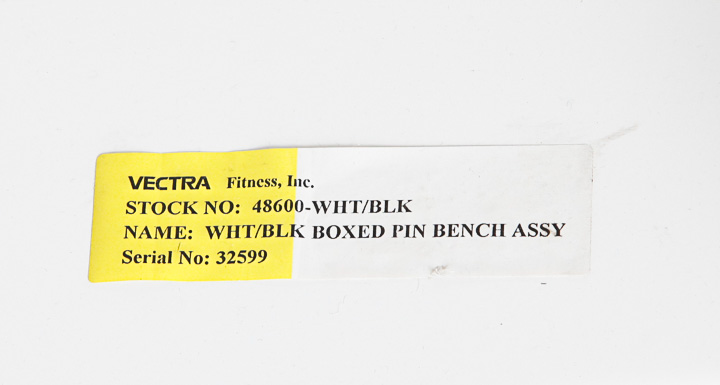 VECTRA Fitness, Inc.
STOCK NO: 48600-WHT/BLK
NAME: WHT/BLK BOXED PIN BENCH ASSY
Serial No: 32599